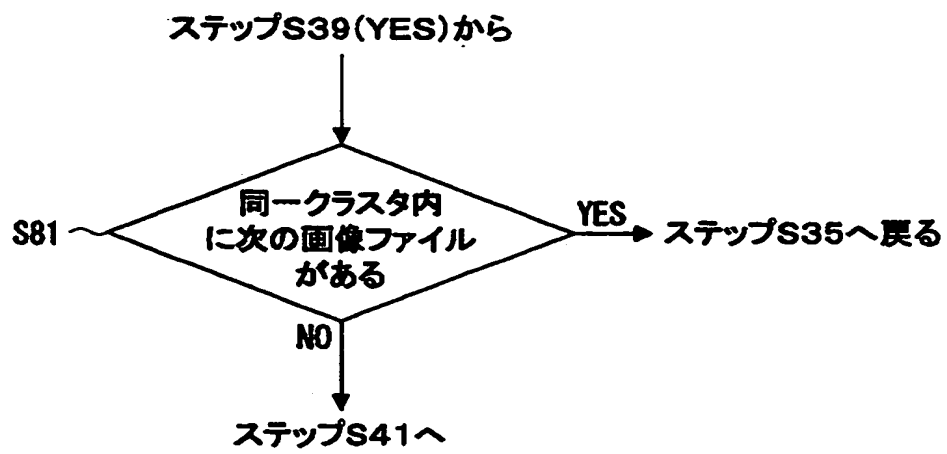 ステップS39(YES)から
同一クラスタ内
に次の画像ファイル
がある
S81
YES
ステップS35へ戻る
NO
ステップS41へ